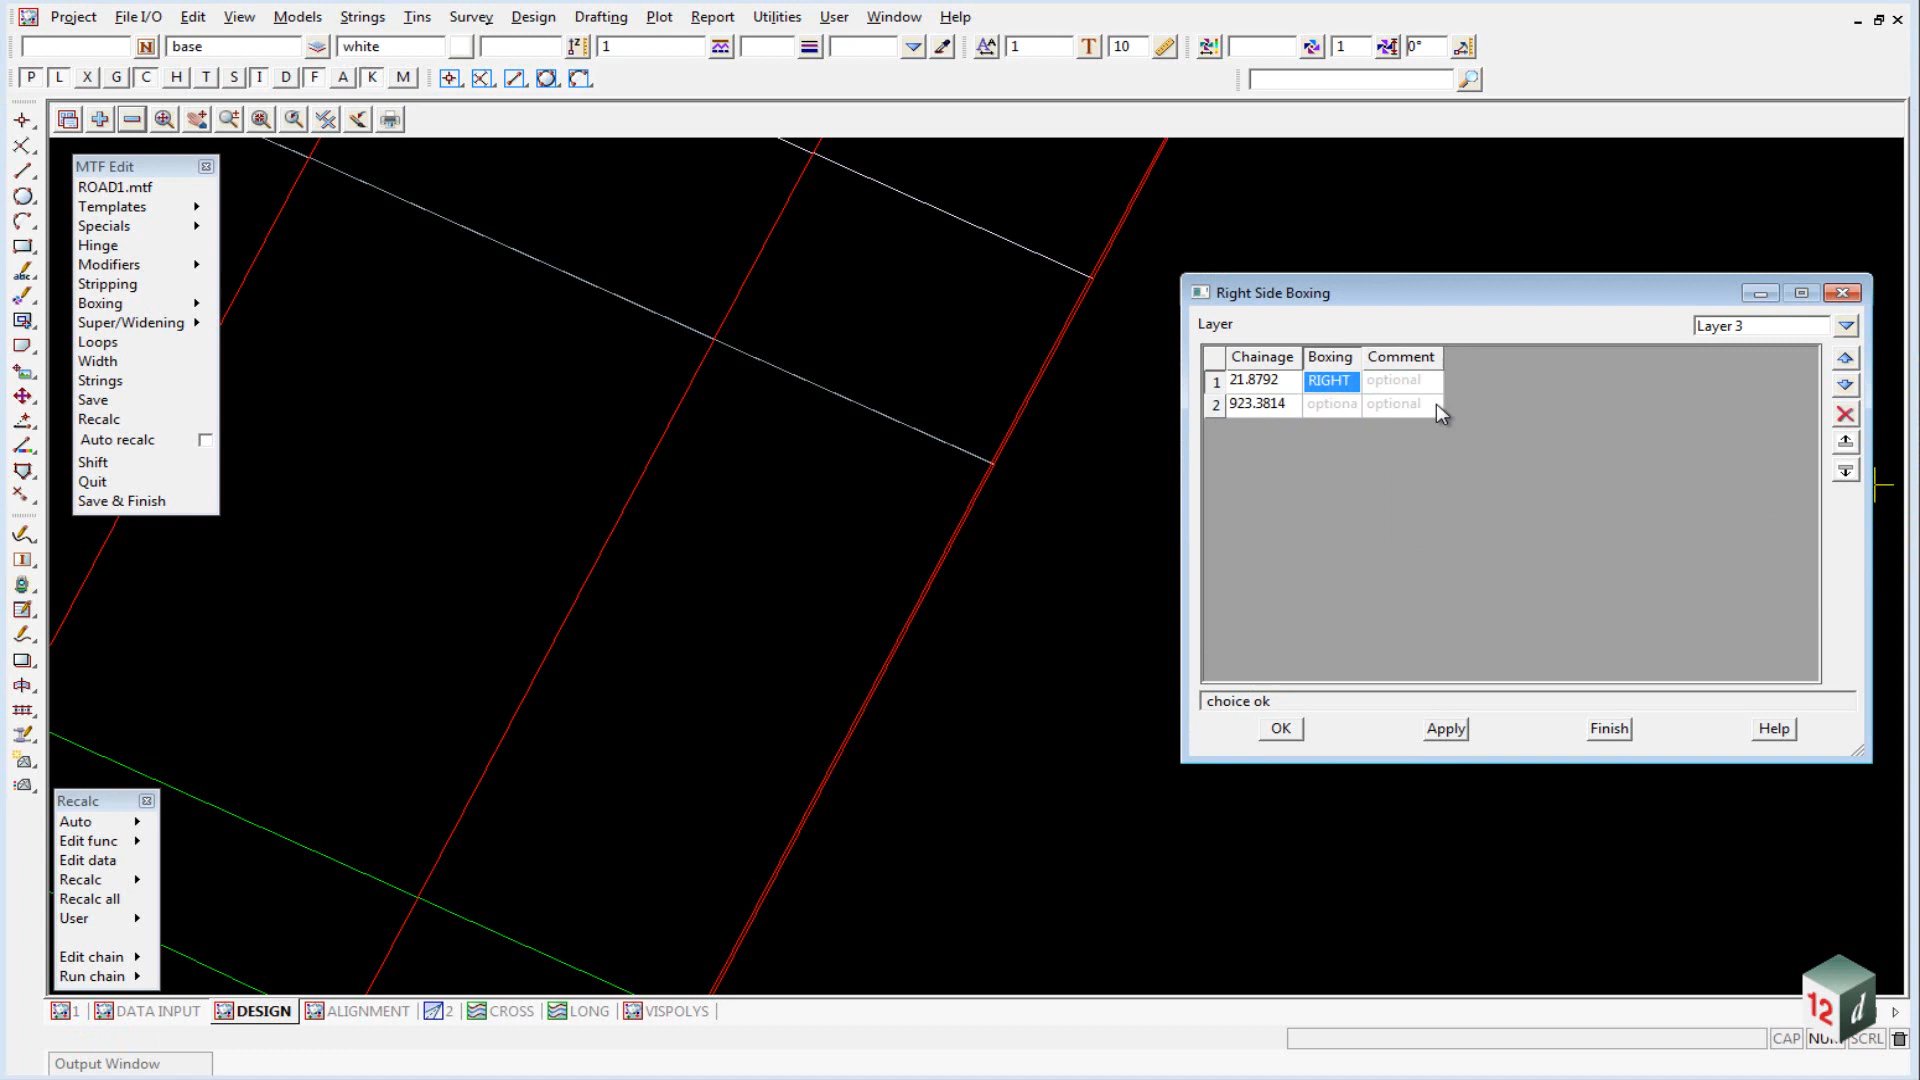 Project File I/O Edit View Models Strings Tins Survey Design Drafting Plot Report Utilities User Window Help
N base white 1 T 1 10 1 0°
P L X G C H T S I D F A K M
MTF Edit
ROAD1.mtf
Templates
Specials
Hinge
Modifiers
Stripping
Boxing
Super/Widening
Loops
Width
Strings
Save
Recalc
Auto recalc
Shift
Quit
Save & Finish
Right Side Boxing
Layer Layer 3
Chainage Boxing Comment
1 21.8792 RIGHT optional
2 923.3814 optiona optional
choice ok
OK Apply Finish Help
Recalc
Auto
Edit func
Edit data
Recalc
Recalc all
User
Edit chain
Run chain
1 DATA INPUT DESIGN ALIGNMENT 2 CROSS LONG VISPOLYS
12d
CAP NUM SCRL
Output Window